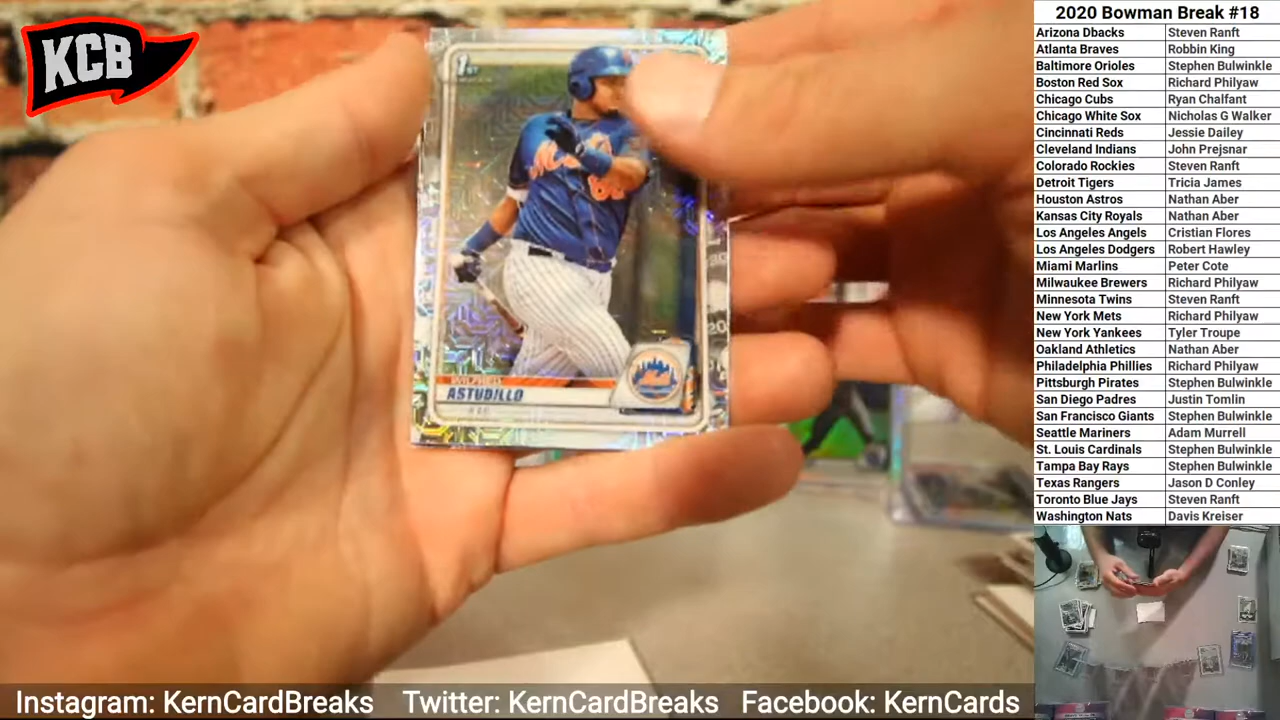 KCB
1ST
WILFRED
ASTUDILLO
Mets
2020 Bowman Break #18
Arizona Dbacks Steven Ranft
Atlanta Braves Robbin King
Baltimore Orioles Stephen Bulwinkle
Boston Red Sox Richard Philyaw
Chicago Cubs Ryan Chalfant
Chicago White Sox Nicholas G Walker
Cincinnati Reds Jessie Dailey
Cleveland Indians John Prejsnar
Colorado Rockies Steven Ranft
Detroit Tigers Tricia James
Houston Astros Nathan Aber
Kansas City Royals Nathan Aber
Los Angeles Angels Cristian Flores
Los Angeles Dodgers Robert Hawley
Miami Marlins Peter Cote
Milwaukee Brewers Richard Philyaw
Minnesota Twins Steven Ranft
New York Mets Richard Philyaw
New York Yankees Tyler Troupe
Oakland Athletics Nathan Aber
Philadelphia Phillies Richard Philyaw
Pittsburgh Pirates Stephen Bulwinkle
San Diego Padres Justin Tomlin
San Francisco Giants Stephen Bulwinkle
Seattle Mariners Adam Murrell
St. Louis Cardinals Stephen Bulwinkle
Tampa Bay Rays Stephen Bulwinkle
Texas Rangers Jason D Conley
Toronto Blue Jays Steven Ranft
Washington Nats Davis Kreiser
Instagram: KernCardBreaks Twitter: KernCardBreaks Facebook: KernCards